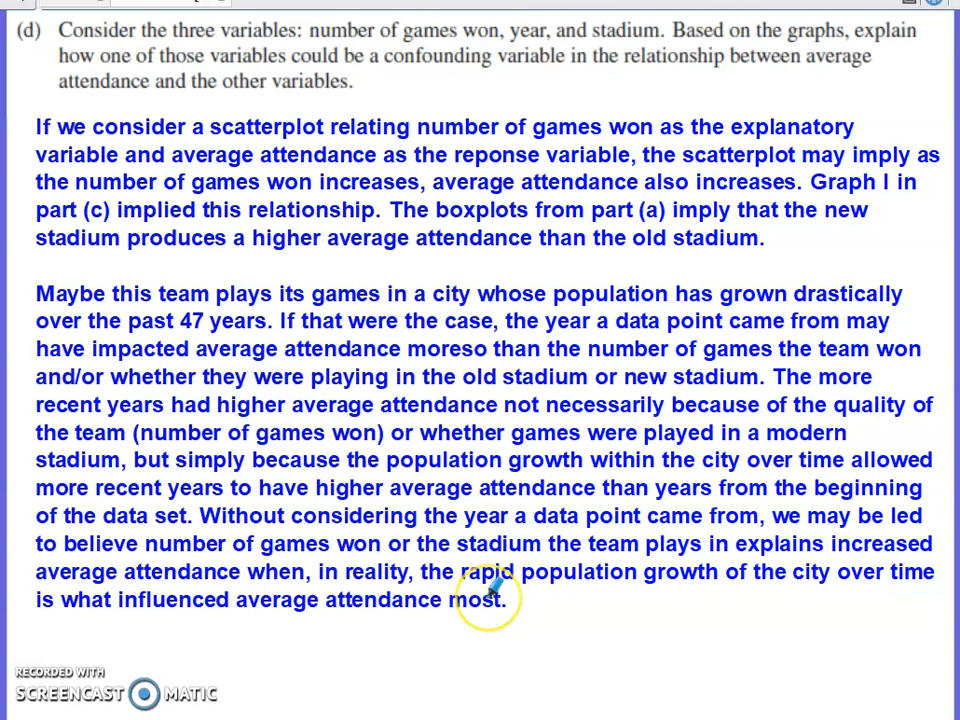 (d) Consider the three variables: number of games won, year, and stadium. Based on the graphs, explain
how one of those variables could be a confounding variable in the relationship between average
attendance and the other variables.
If we consider a scatterplot relating number of games won as the explanatory
variable and average attendance as the reponse variable, the scatterplot may imply as
the number of games won increases, average attendance also increases. Graph I in
part (c) implied this relationship. The boxplots from part (a) imply that the new
stadium produces a higher average attendance than the old stadium.
Maybe this team plays its games in a city whose population has grown drastically
over the past 47 years. If that were the case, the year a data point came from may
have impacted average attendance moreso than the number of games the team won
and/or whether they were playing in the old stadium or new stadium. The more
recent years had higher average attendance not necessarily because of the quality of
the team (number of games won) or whether games were played in a modern
stadium, but simply because the population growth within the city over time allowed
more recent years to have higher average attendance than years from the beginning
of the data set. Without considering the year a data point came from, we may be led
to believe number of games won or the stadium the team plays in explains increased
average attendance when, in reality, the rapid population growth of the city over time
is what influenced average attendance most.
RECORDED WITH
SCREENCAST MATIC